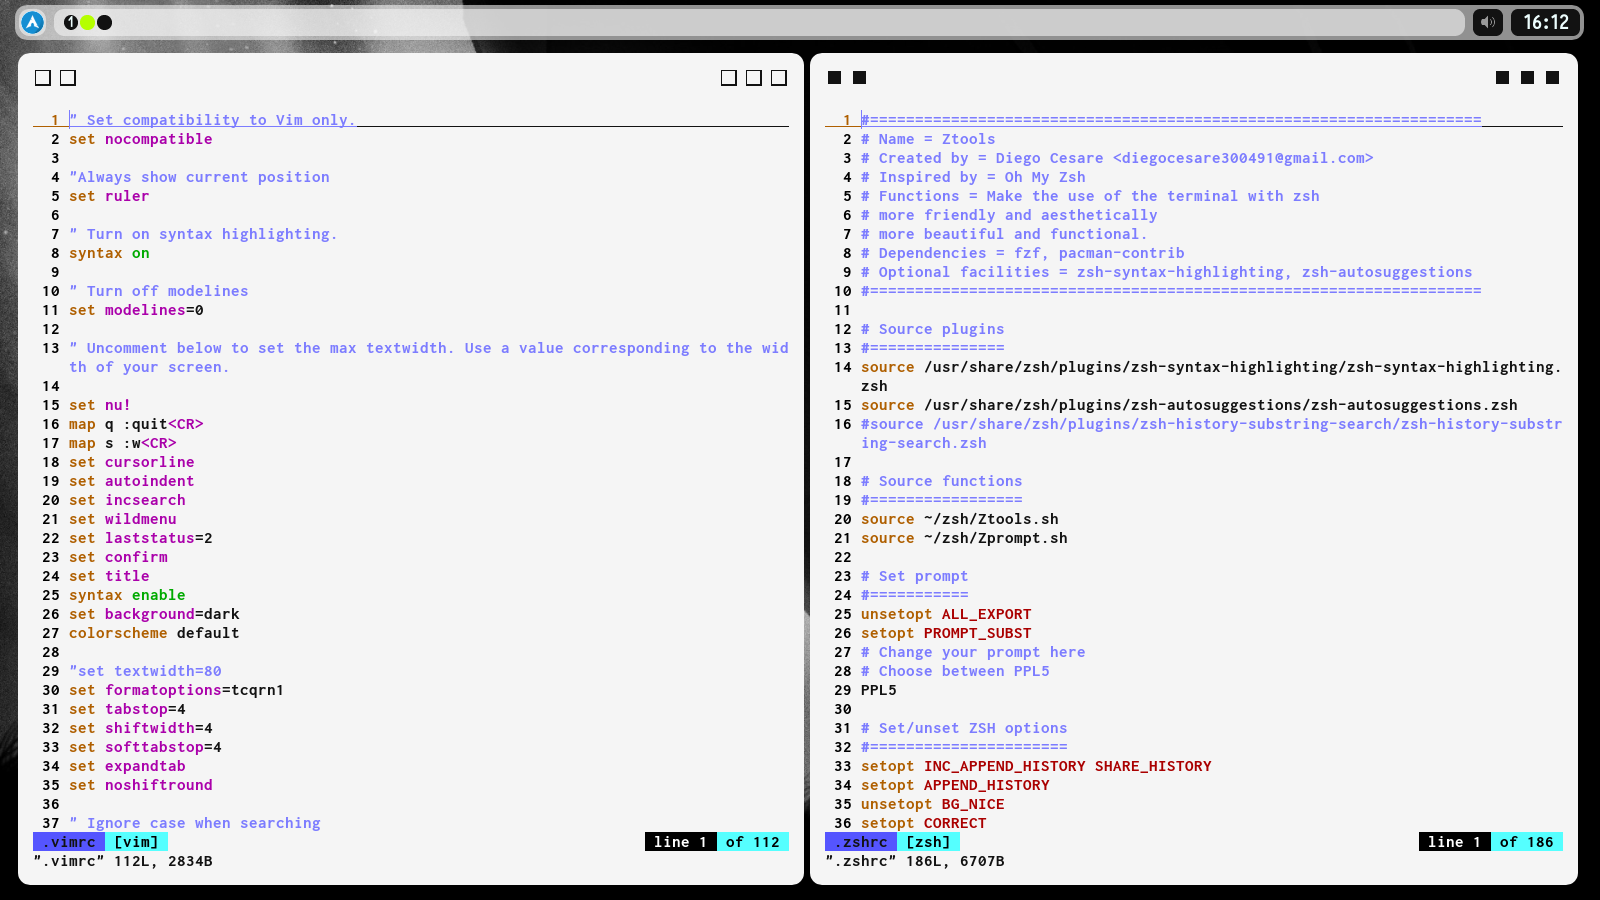 1
16:12
1 " Set compatibility to Vim only.
2 set nocompatible
3
4 "Always show current position
5 set ruler
6
7 " Turn on syntax highlighting.
8 syntax on
9
10 " Turn off modelines
11 set modelines=0
12
13 " Uncomment below to set the max textwidth. Use a value corresponding to the wid
th of your screen.
14
15 set nu!
16 map q :quit<CR>
17 map s :w<CR>
18 set cursorline
19 set autoindent
20 set incsearch
21 set wildmenu
22 set laststatus=2
23 set confirm
24 set title
25 syntax enable
26 set background=dark
27 colorscheme default
28
29 "set textwidth=80
30 set formatoptions=tcqrn1
31 set tabstop=4
32 set shiftwidth=4
33 set softtabstop=4
34 set expandtab
35 set noshiftround
36
37 " Ignore case when searching
.vimrc [vim] line 1 of 112
".vimrc" 112L, 2834B
1 #====================================================================
2 # Name = Ztools
3 # Created by = Diego Cesare <diegocesare300491@gmail.com>
4 # Inspired by = Oh My Zsh
5 # Functions = Make the use of the terminal with zsh
6 # more friendly and aesthetically
7 # more beautiful and functional.
8 # Dependencies = fzf, pacman-contrib
9 # Optional facilities = zsh-syntax-highlighting, zsh-autosuggestions
10 #====================================================================
11
12 # Source plugins
13 #===============
14 source /usr/share/zsh/plugins/zsh-syntax-highlighting/zsh-syntax-highlighting.
zsh
15 source /usr/share/zsh/plugins/zsh-autosuggestions/zsh-autosuggestions.zsh
16 #source /usr/share/zsh/plugins/zsh-history-substring-search/zsh-history-substr
ing-search.zsh
17
18 # Source functions
19 #=================
20 source ~/zsh/Ztools.sh
21 source ~/zsh/Zprompt.sh
22
23 # Set prompt
24 #===========
25 unsetopt ALL_EXPORT
26 setopt PROMPT_SUBST
27 # Change your prompt here
28 # Choose between PPL5
29 PPL5
30
31 # Set/unset ZSH options
32 #======================
33 setopt INC_APPEND_HISTORY SHARE_HISTORY
34 setopt APPEND_HISTORY
35 unsetopt BG_NICE
36 setopt CORRECT
.zshrc [zsh] line 1 of 186
".zshrc" 186L, 6707B